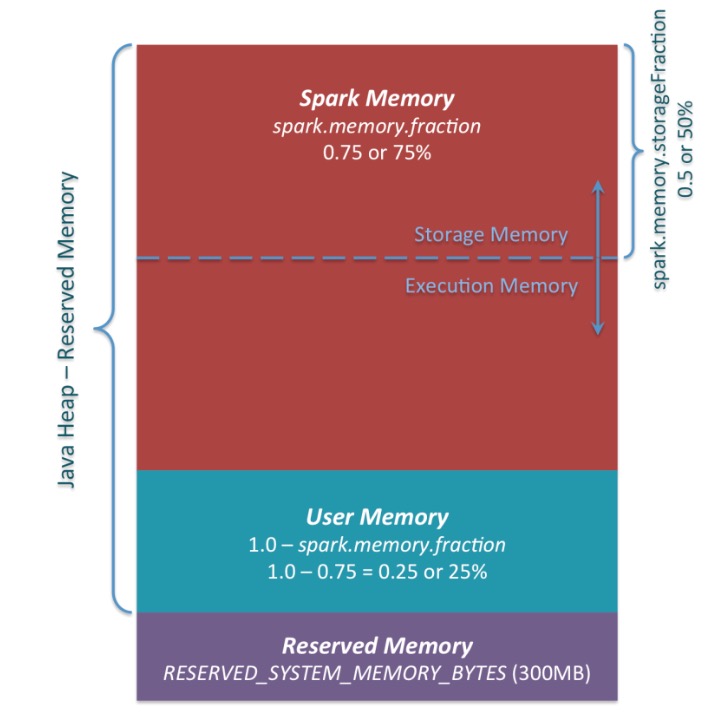 Spark Memory
spark.memory.fraction
0.75 or 75%
Storage Memory
Execution Memory
User Memory
1.0 – spark.memory.fraction
1.0 – 0.75 = 0.25 or 25%
Reserved Memory
RESERVED_SYSTEM_MEMORY_BYTES (300MB)
Java Heap – Reserved Memory
spark.memory.storageFraction
0.5 or 50%